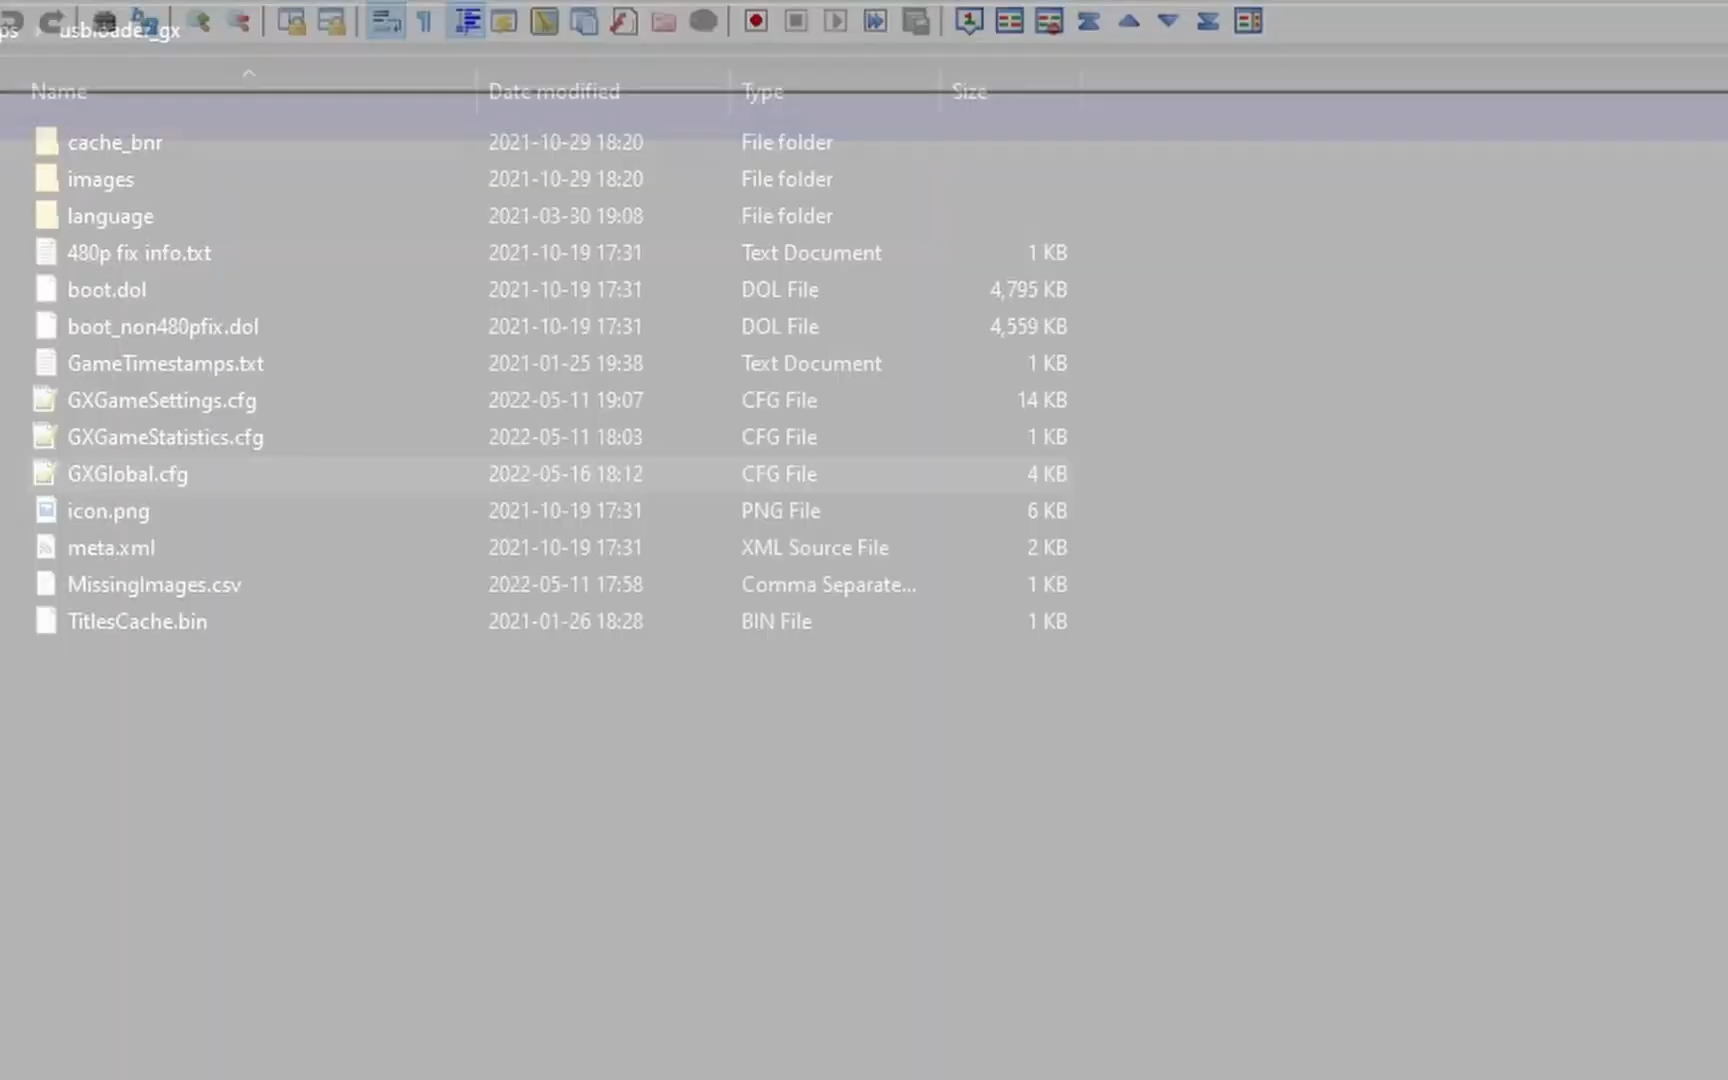 ps usbloader_gx
Name Date modified Type Size
cache_bnr 2021-10-29 18:20 File folder
images 2021-10-29 18:20 File folder
language 2021-03-30 19:08 File folder
480p fix info.txt 2021-10-19 17:31 Text Document 1 KB
boot.dol 2021-10-19 17:31 DOL File 4,795 KB
boot_non480pfix.dol 2021-10-19 17:31 DOL File 4,559 KB
GameTimestamps.txt 2021-01-25 19:38 Text Document 1 KB
GXGameSettings.cfg 2022-05-11 19:07 CFG File 14 KB
GXGameStatistics.cfg 2022-05-11 18:03 CFG File 1 KB
GXGlobal.cfg 2022-05-16 18:12 CFG File 4 KB
icon.png 2021-10-19 17:31 PNG File 6 KB
meta.xml 2021-10-19 17:31 XML Source File 2 KB
MissingImages.csv 2022-05-11 17:58 Comma Separate... 1 KB
TitlesCache.bin 2021-01-26 18:28 BIN File 1 KB